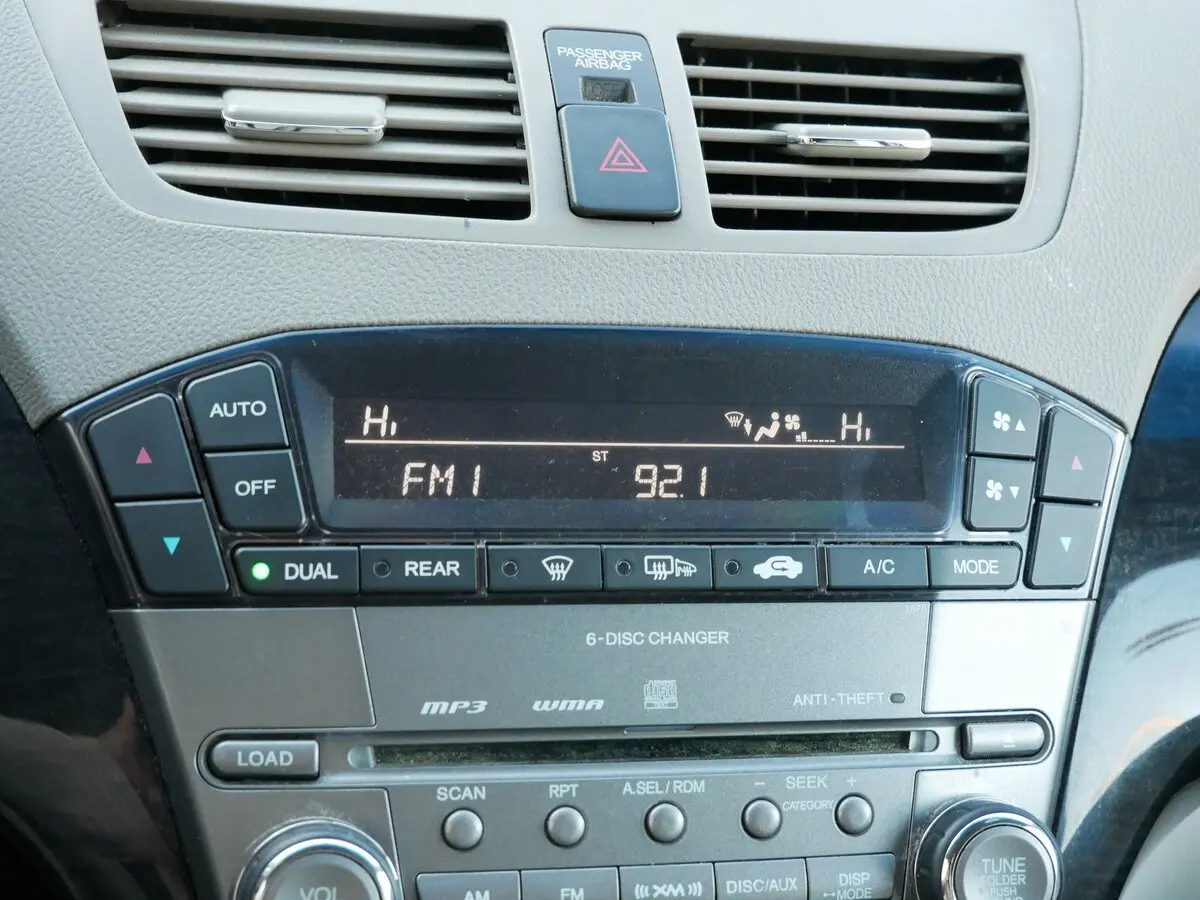 PASSENGER
AIRBAG
OFF
AUTO
OFF
Hi Hi
ST
FM1 92.1
DUAL REAR A/C MODE
6-DISC CHANGER
MP3 WMA disc ANTI-THEFT
LOAD
SCAN RPT A.SEL/RDM - SEEK +
CATEGORY
VOL AM FM XM DISC/AUX DISP
MODE
TUNE
FOLDER
PUSH